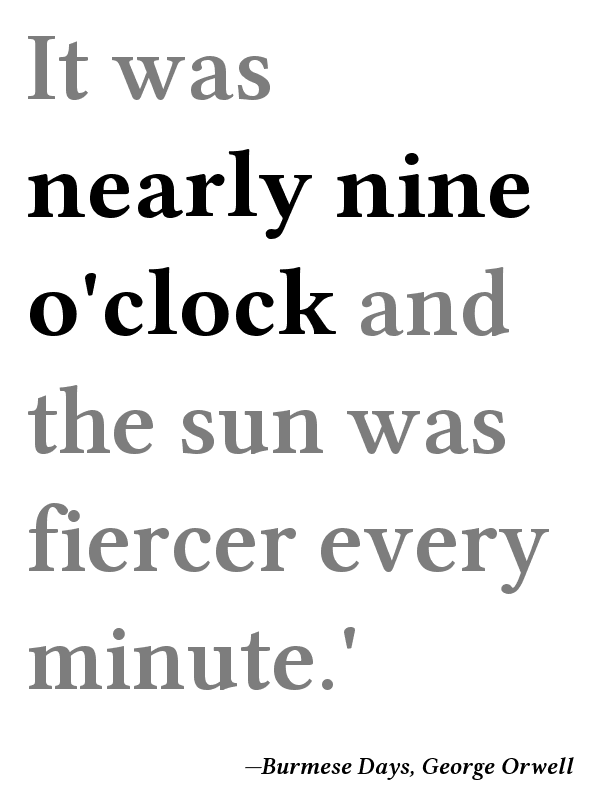 It was
nearly nine
o'clock and
the sun was
fiercer every
minute.'
—Burmese Days, George Orwell